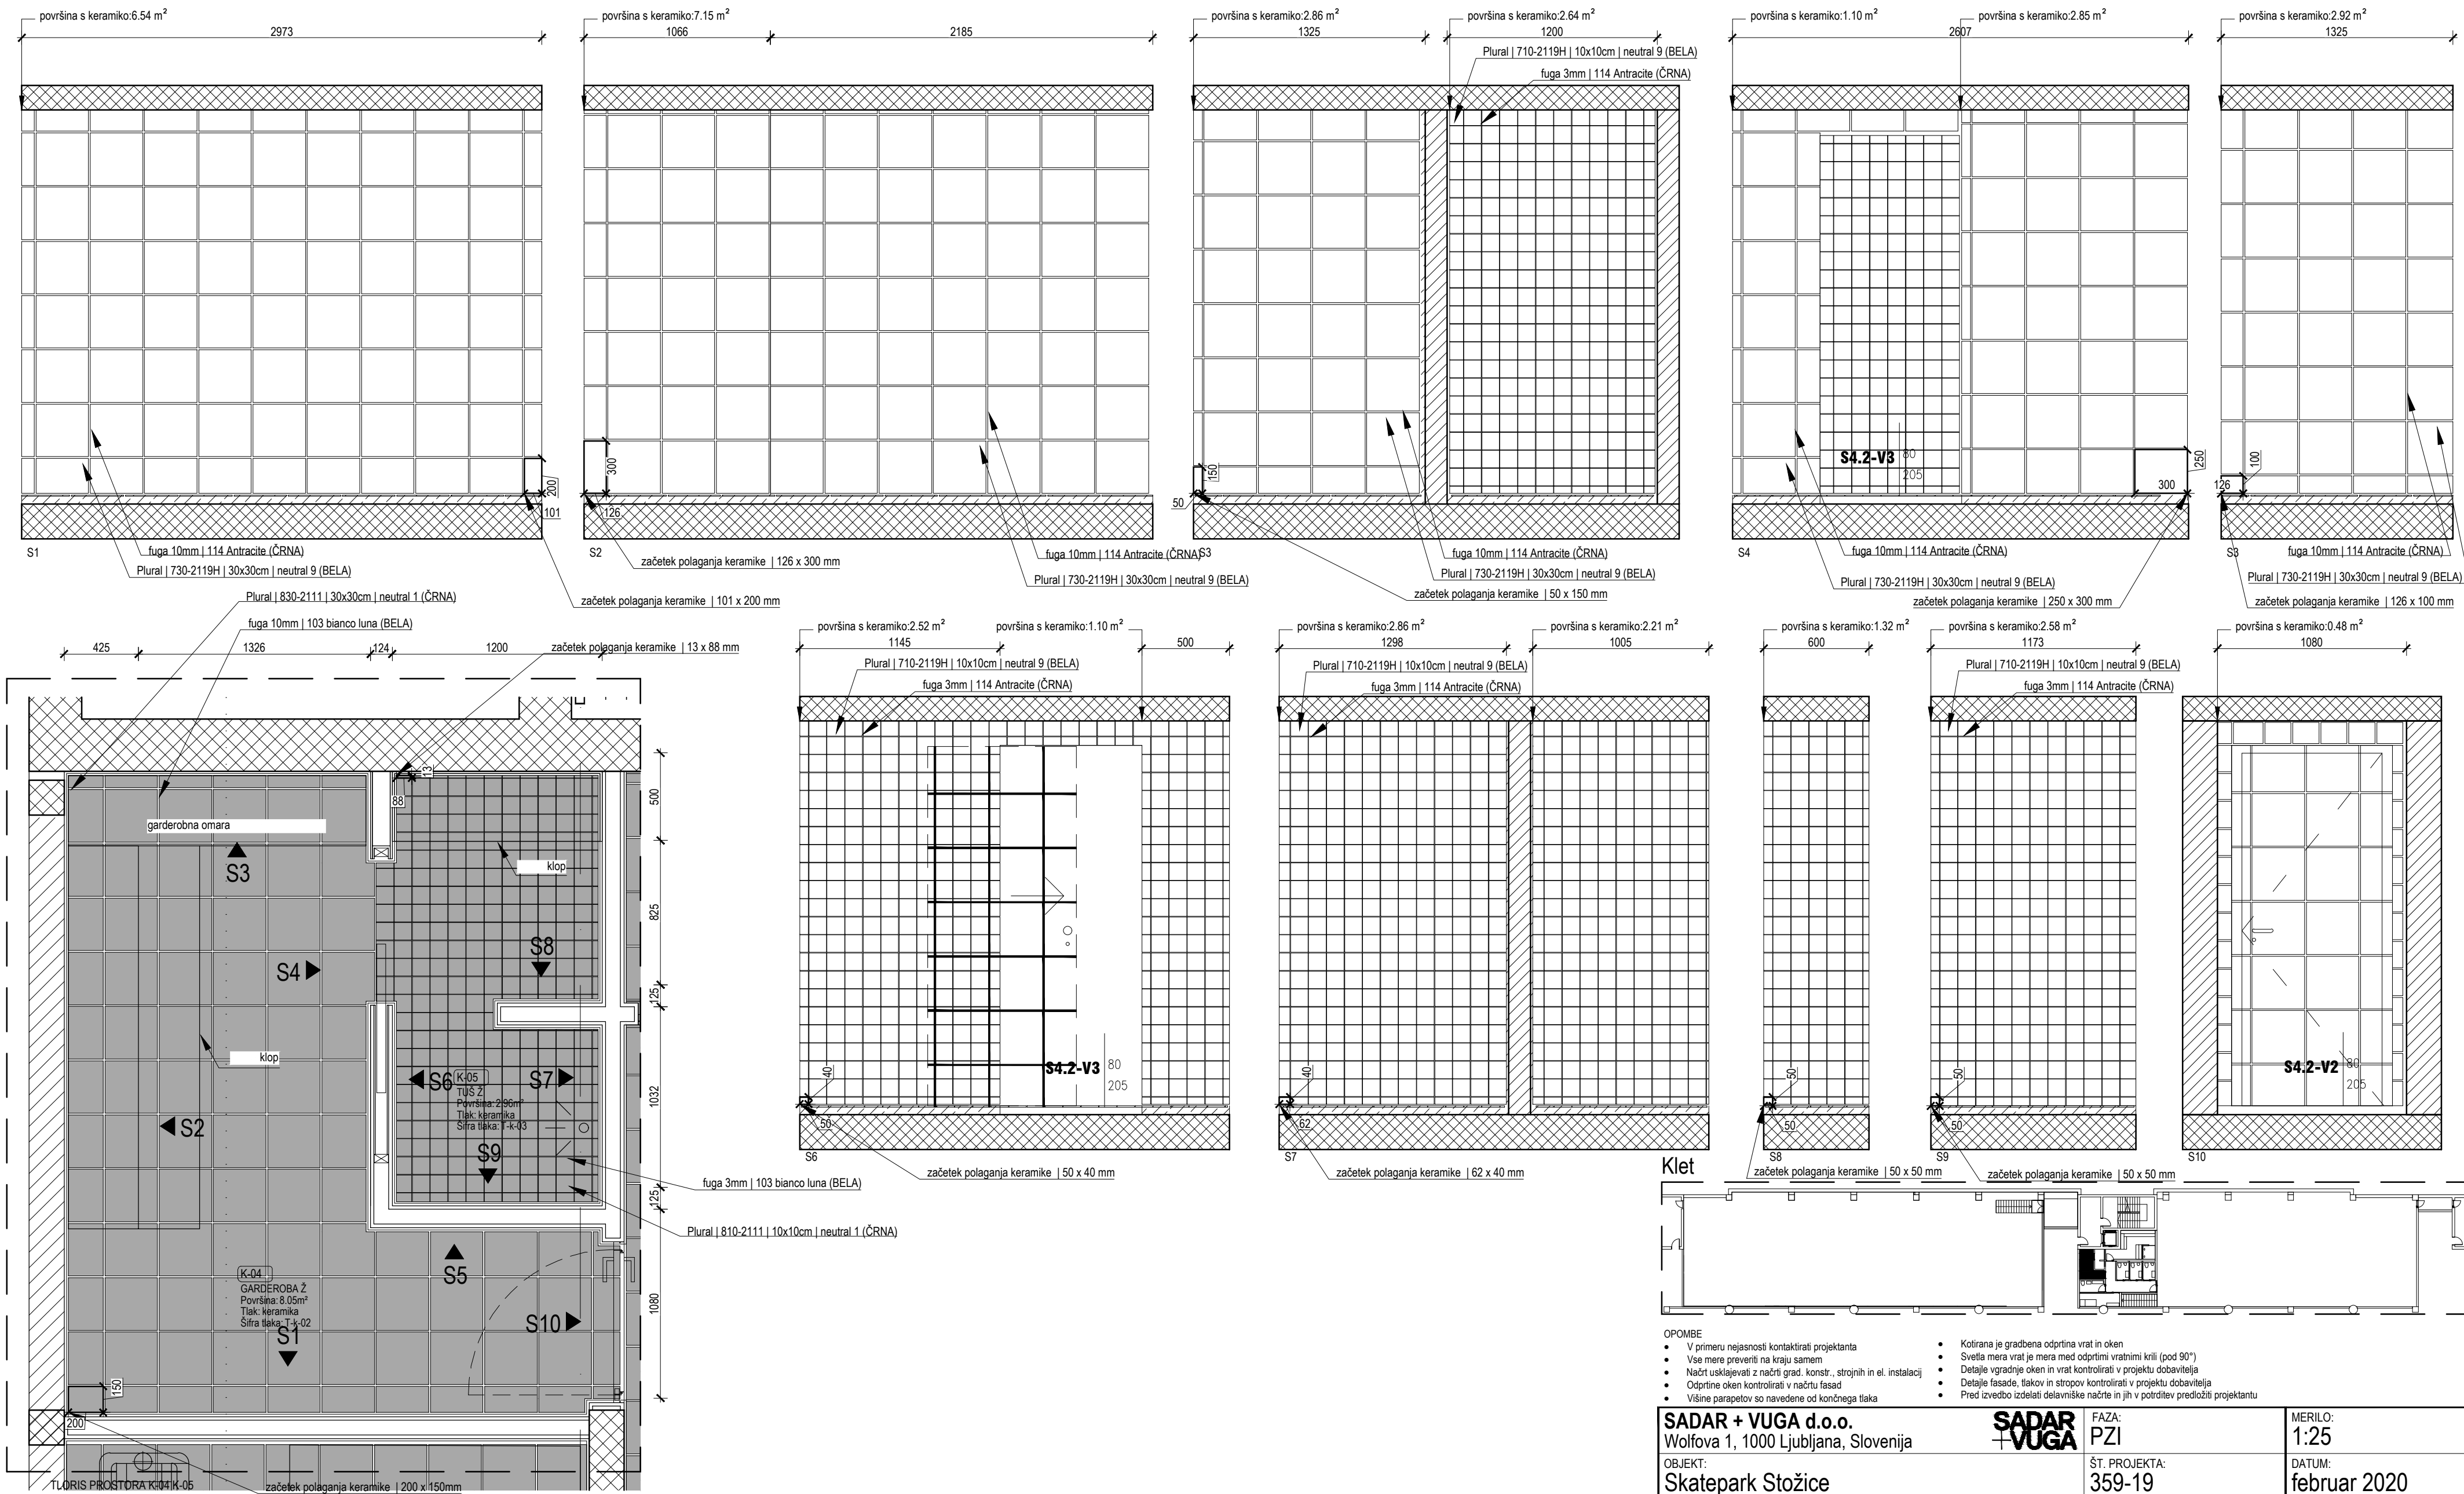 površina s keramiko:6.54 m²
2973
površina s keramiko:7.15 m²
1066
2185
površina s keramiko:2.86 m²
1325
površina s keramiko:2.64 m²
1200
Plural | 710-2119H | 10x10cm | neutral 9 (BELA)
fuga 3mm | 114 Antracite (ČRNA)
površina s keramiko:1.10 m²
2607
površina s keramiko:2.85 m²
površina s keramiko:2.92 m²
1325
200
101
300
126
150
50
S4.2-V3
80
205
250
300
126
100
S1
fuga 10mm | 114 Antracite (ČRNA)
Plural | 730-2119H | 30x30cm | neutral 9 (BELA)
začetek polaganja keramike | 101 x 200 mm
S2
začetek polaganja keramike | 126 x 300 mm
fuga 10mm | 114 Antracite (ČRNA)
Plural | 730-2119H | 30x30cm | neutral 9 (BELA)
S3
fuga 10mm | 114 Antracite (ČRNA)
Plural | 730-2119H | 30x30cm | neutral 9 (BELA)
začetek polaganja keramike | 50 x 150 mm
S4
fuga 10mm | 114 Antracite (ČRNA)
Plural | 730-2119H | 30x30cm | neutral 9 (BELA)
začetek polaganja keramike | 250 x 300 mm
S3
fuga 10mm | 114 Antracite (ČRNA)
Plural | 730-2119H | 30x30cm | neutral 9 (BELA)
začetek polaganja keramike | 126 x 100 mm
Plural | 830-2111 | 30x30cm | neutral 1 (ČRNA)
fuga 10mm | 103 bianco luna (BELA)
425
1326
124
1200
začetek polaganja keramike | 13 x 88 mm
13
88
500
825
125
1032
125
1080
garderobna omara
S3
klop
S4
S8
klop
S6
K-05
TUŠ Ž
Površina: 2.96m²
Tlak: keramika
Šifra tlaka: T-k-03
S7
S2
S9
fuga 3mm | 103 bianco luna (BELA)
Plural | 810-2111 | 10x10cm | neutral 1 (ČRNA)
S5
K-04
GARDEROBA Ž
Površina: 8.05m²
Tlak: keramika
Šifra tlaka: T-k-02
S1
S10
150
200
TLORIS PROSTORA K-04 K-05
začetek polaganja keramike | 200 x 150mm
površina s keramiko:2.52 m²
1145
površina s keramiko:1.10 m²
500
Plural | 710-2119H | 10x10cm | neutral 9 (BELA)
fuga 3mm | 114 Antracite (ČRNA)
S4.2-V3
80
205
40
50
S6
začetek polaganja keramike | 50 x 40 mm
površina s keramiko:2.86 m²
1298
površina s keramiko:2.21 m²
1005
Plural | 710-2119H | 10x10cm | neutral 9 (BELA)
fuga 3mm | 114 Antracite (ČRNA)
40
62
S7
začetek polaganja keramike | 62 x 40 mm
površina s keramiko:1.32 m²
600
50
50
S8
začetek polaganja keramike | 50 x 50 mm
površina s keramiko:2.58 m²
1173
Plural | 710-2119H | 10x10cm | neutral 9 (BELA)
fuga 3mm | 114 Antracite (ČRNA)
50
50
S9
začetek polaganja keramike | 50 x 50 mm
površina s keramiko:0.48 m²
1080
S4.2-V2
80
205
S10
Klet
OPOMBE
• V primeru nejasnosti kontaktirati projektanta
• Vse mere preveriti na kraju samem
• Načrt usklajevati z načrti grad. konstr., strojnih in el. instalacij
• Odprtine oken kontrolirati v načrtu fasad
• Višine parapetov so navedene od končnega tlaka
• Kotirana je gradbena odprtina vrat in oken
• Svetla mera vrat je mera med odprtimi vratnimi krili (pod 90°)
• Detajle vgradnje oken in vrat kontrolirati v projektu dobavitelja
• Detajle fasade, tlakov in stropov kontrolirati v projektu dobavitelja
• Pred izvedbo izdelati delavniške načrte in jih v potrditev predložiti projektantu
SADAR + VUGA d.o.o.
Wolfova 1, 1000 Ljubljana, Slovenija
SADAR
+VUGA
FAZA:
PZI
MERILO:
1:25
OBJEKT:
Skatepark Stožice
ŠT. PROJEKTA:
359-19
DATUM:
februar 2020